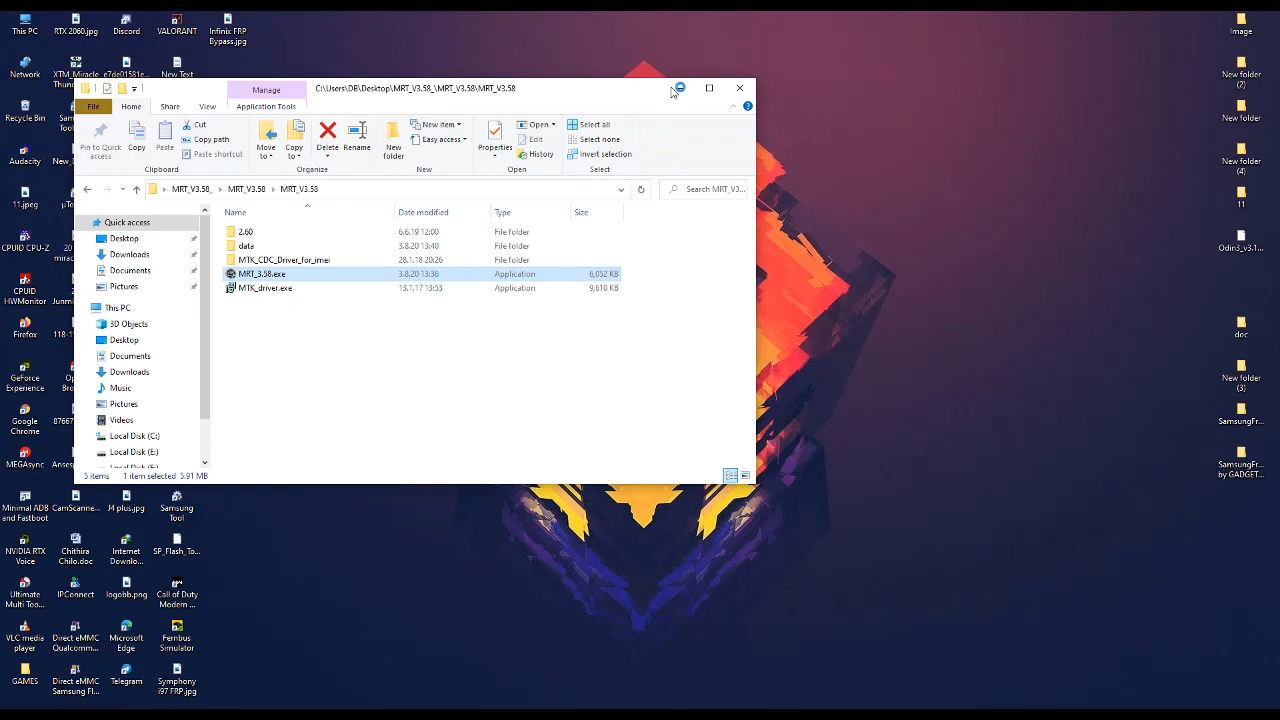 This PC
RTX 2060.jpg
Discord
VALORANT
Infinix FRP
Bypass.jpg
Network
XTM_Miracle
Thun
e7de01581e...
New Text
Recycle Bin
Audacity
11.jpeg
CPUID CPU-Z
CPUID
HWMonitor
Firefox
GeForce
Experience
Google
Chrome
MEGAsync
Minimal ADB
and Fastboot
CamScanne...
J4 plus.jpg
Samsung
Tool
NVIDIA RTX
Voice
Chithira
Chilo.doc
Internet
Downlo...
SP_Flash_To...
Ultimate
Multi Too...
IPConnect
logobb.png
Call of Duty
Modern ...
VLC media
player
Direct eMMC
Qualcomm...
Microsoft
Edge
Fernbus
Simulator
GAMES
Direct eMMC
Samsung Fl...
Telegram
Symphony
i97 FRP.jpg
Manage
C:\Users\DB\Desktop\MRT_V3.58_\MRT_V3.58\MRT_V3.58
File
Home
Share
View
Application Tools
Pin to Quick
access
Copy
Paste
Cut
Copy path
Paste shortcut
Clipboard
Move
to
Copy
to
Delete
Rename
Organize
New
folder
New item
Easy access
New
Properties
Open
Edit
History
Open
Select all
Select none
Invert selection
Select
MRT_V3.58_ > MRT_V3.58 > MRT_V3.58
Search MRT_V3...
Quick access
Desktop
Downloads
Documents
Pictures
This PC
3D Objects
Desktop
Documents
Downloads
Music
Pictures
Videos
Local Disk (C:)
Local Disk (E:)
Name Date modified Type Size
2.60 6.6.19 12:00 File folder
data 3.8.20 13:40 File folder
MTK_CDC_Driver_for_imei 28.1.18 20:26 File folder
MRT_3.58.exe 3.8.20 13:36 Application 6,052 KB
MTK_driver.exe 13.1.17 13:53 Application 9,610 KB
5 items 1 item selected 5.91 MB
Image
New folder
(2)
New folder
New folder
(4)
11
Odin3_v3.1...
doc
New folder
(3)
SamsungFr...
SamsungFr...
by GADGET...